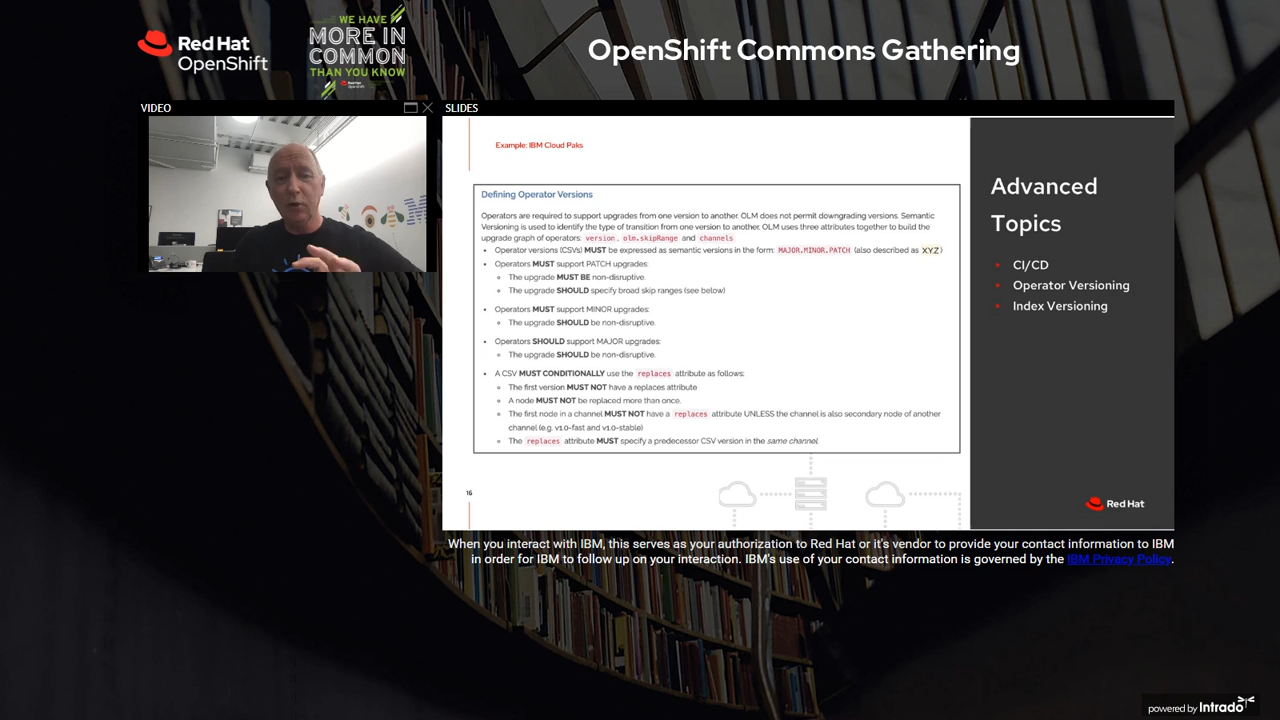 Red Hat
OpenShift
WE HAVE
MORE IN
COMMON
THAN YOU KNOW
Red Hat
OpenShift
OpenShift Commons Gathering
VIDEO
SLIDES
Example: IBM Cloud Paks
Defining Operator Versions
Operators are required to support upgrades from one version to another. OLM does not permit downgrading versions. Semantic
Versioning is used to identify the type of transition from one version to another. OLM uses three attributes together to build the
upgrade graph of operators: version, olm.skipRange and channels
• Operator versions (CSVs) MUST be expressed as semantic versions in the form: MAJOR.MINOR.PATCH (also described as XYZ)
• Operators MUST support PATCH upgrades:
∘ The upgrade MUST BE non-disruptive.
∘ The upgrade SHOULD specify broad skip ranges (see below)
• Operators MUST support MINOR upgrades:
∘ The upgrade SHOULD be non-disruptive.
• Operators SHOULD support MAJOR upgrades:
∘ The upgrade SHOULD be non-disruptive.
• A CSV MUST CONDITIONALLY use the replaces attribute as follows:
∘ The first version MUST NOT have a replaces attribute
∘ A node MUST NOT be replaced more than once.
∘ The first node in a channel MUST NOT have a replaces attribute UNLESS the channel is also secondary node of another
channel (e.g. v1.0-fast and v1.0-stable)
∘ The replaces attribute MUST specify a predecessor CSV version in the same channel.
16
Advanced
Topics
• CI/CD
• Operator Versioning
• Index Versioning
Red Hat
When you interact with IBM, this serves as your authorization to Red Hat or it's vendor to provide your contact information to IBM
in order for IBM to follow up on your interaction. IBM's use of your contact information is governed by the IBM Privacy Policy.
powered by Intrado